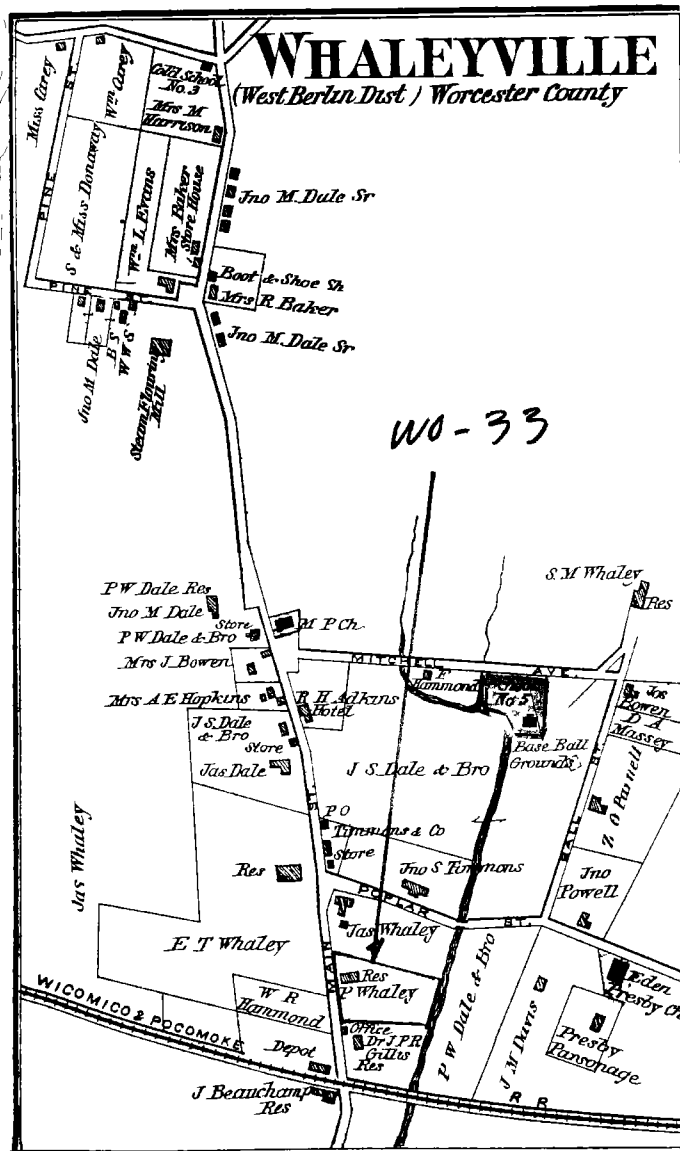 WHALEYVILLE
(West Berlin Dist) Worcester County
Miss Carey
PINE ST.
Wm Carey
Col'd School
No. 3
Mrs M
Harrison
S & Miss Donaway
Wm L Evans
Mrs Baker
Store House
Jno M. Dale Sr
Boot & Shoe Sh
Mrs R Baker
PINE
Jno M. Dale Sr
Jno M Dale
B S
W W S
Steam Flouring
Mill
WO-33
S. M Whaley
Res
P W Dale Res
Jno M Dale
Store
P W Dale & Bro
M P Ch
Mrs J Bowen
MITCHELL AVE.
F
Hammond
No 5
Jos
Bowen
D A
Massey
Mrs A E Hopkins
R H Adkins
Hotel
J S Dale
& Bro
Store
Base Ball
Grounds
Jas Dale
J S Dale & Bro
HALL ST.
Z O Parnell
ST.
P O
Timmons & Co
Store
Jas Whaley
Res
Jno S Timmons
Jno
Powell
POPLAR ST.
Jas Whaley
E T Whaley
MAIN
Res
P Whaley
P W Dale & Bro
Eden
Presby Ch
W R
Hammond
J M Davis
Presby
Parsonage
WICOMICO & POCOMOKE
Office
Dr J. P. R.
Gillis
Res
Depot
J Beauchamp
Res
R R